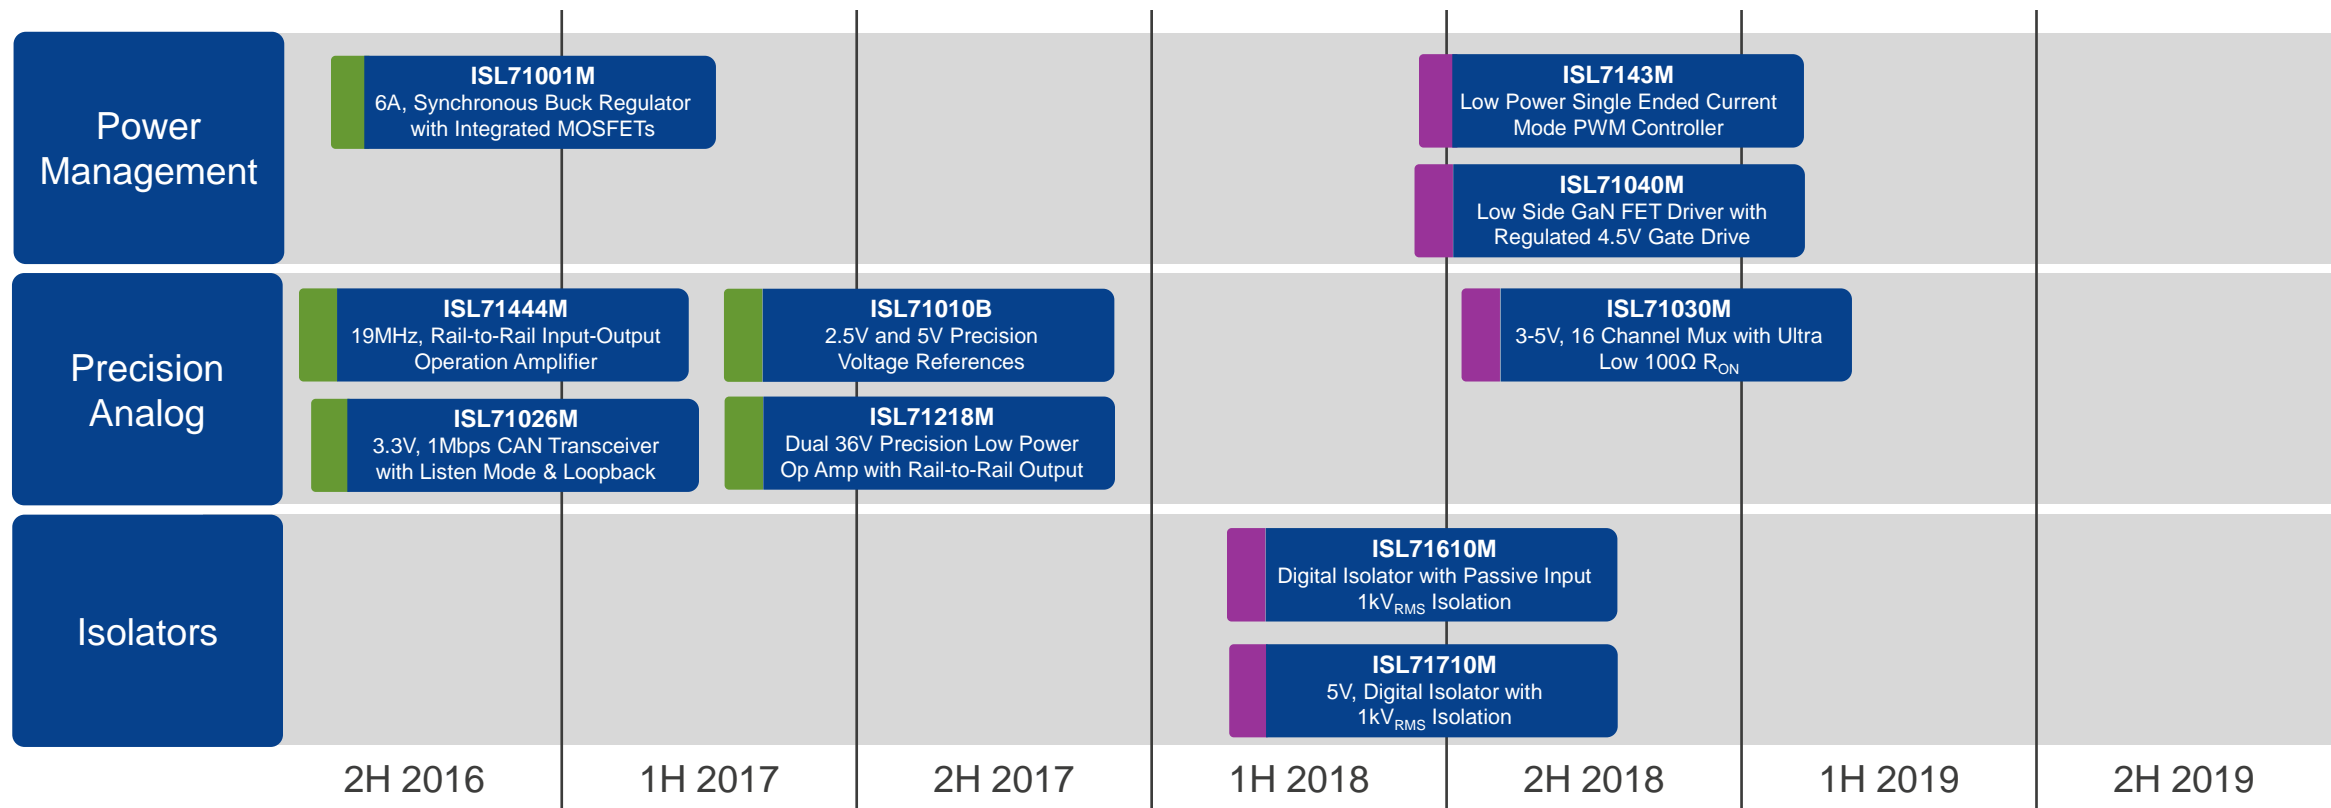 Power
Management
ISL71001M
6A, Synchronous Buck Regulator
with Integrated MOSFETs
ISL7143M
Low Power Single Ended Current
Mode PWM Controller
ISL71040M
Low Side GaN FET Driver with
Regulated 4.5V Gate Drive
Precision
Analog
ISL71444M
19MHz, Rail-to-Rail Input-Output
Operation Amplifier
ISL71026M
3.3V, 1Mbps CAN Transceiver
with Listen Mode & Loopback
ISL71010B
2.5V and 5V Precision
Voltage References
ISL71218M
Dual 36V Precision Low Power
Op Amp with Rail-to-Rail Output
ISL71030M
3-5V, 16 Channel Mux with Ultra
Low 100Ω RON
Isolators
ISL71610M
Digital Isolator with Passive Input
1kVRMS Isolation
ISL71710M
5V, Digital Isolator with
1kVRMS Isolation
2H 2016
1H 2017
2H 2017
1H 2018
2H 2018
1H 2019
2H 2019